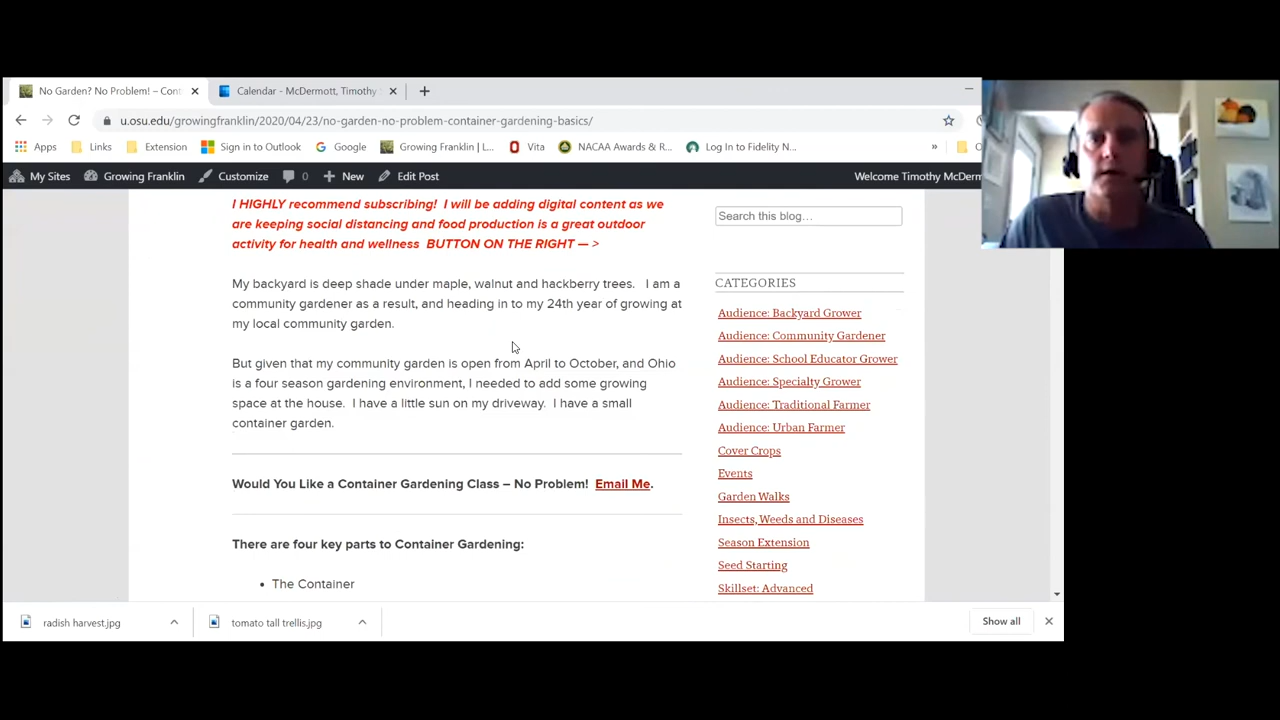 No Garden? No Problem! – Cont
Calendar - McDermott, Timothy
u.osu.edu/growingfranklin/2020/04/23/no-garden-no-problem-container-gardening-basics/
Apps Links Extension Sign in to Outlook Google Growing Franklin | L... Vita NACAA Awards & R... Log In to Fidelity N... »
My Sites Growing Franklin Customize 0 New Edit Post Welcome Timothy McDerm
I HIGHLY recommend subscribing! I will be adding digital content as we
are keeping social distancing and food production is a great outdoor
activity for health and wellness BUTTON ON THE RIGHT — >
My backyard is deep shade under maple, walnut and hackberry trees. I am a
community gardener as a result, and heading in to my 24th year of growing at
my local community garden.
But given that my community garden is open from April to October, and Ohio
is a four season gardening environment, I needed to add some growing
space at the house. I have a little sun on my driveway. I have a small
container garden.
Would You Like a Container Gardening Class – No Problem! Email Me.
There are four key parts to Container Gardening:
• The Container
Search this blog...
CATEGORIES
Audience: Backyard Grower
Audience: Community Gardener
Audience: School Educator Grower
Audience: Specialty Grower
Audience: Traditional Farmer
Audience: Urban Farmer
Cover Crops
Events
Garden Walks
Insects, Weeds and Diseases
Season Extension
Seed Starting
Skillset: Advanced
radish harvest.jpg
tomato tall trellis.jpg
Show all